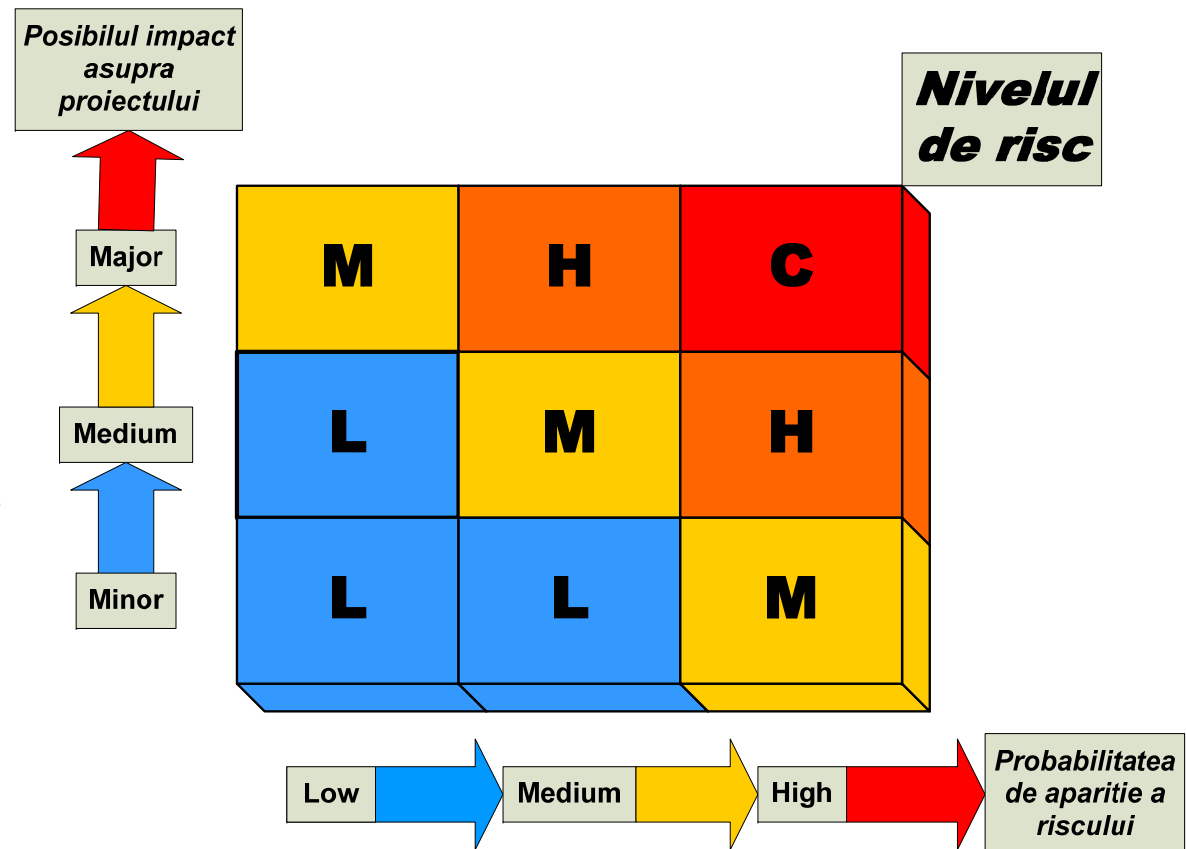 Posibilul impact
asupra
proiectului
Nivelul
de risc
Major
M H C
Medium
L M H
Minor
L L M
Low Medium High
Probabilitatea
de aparitie a
riscului